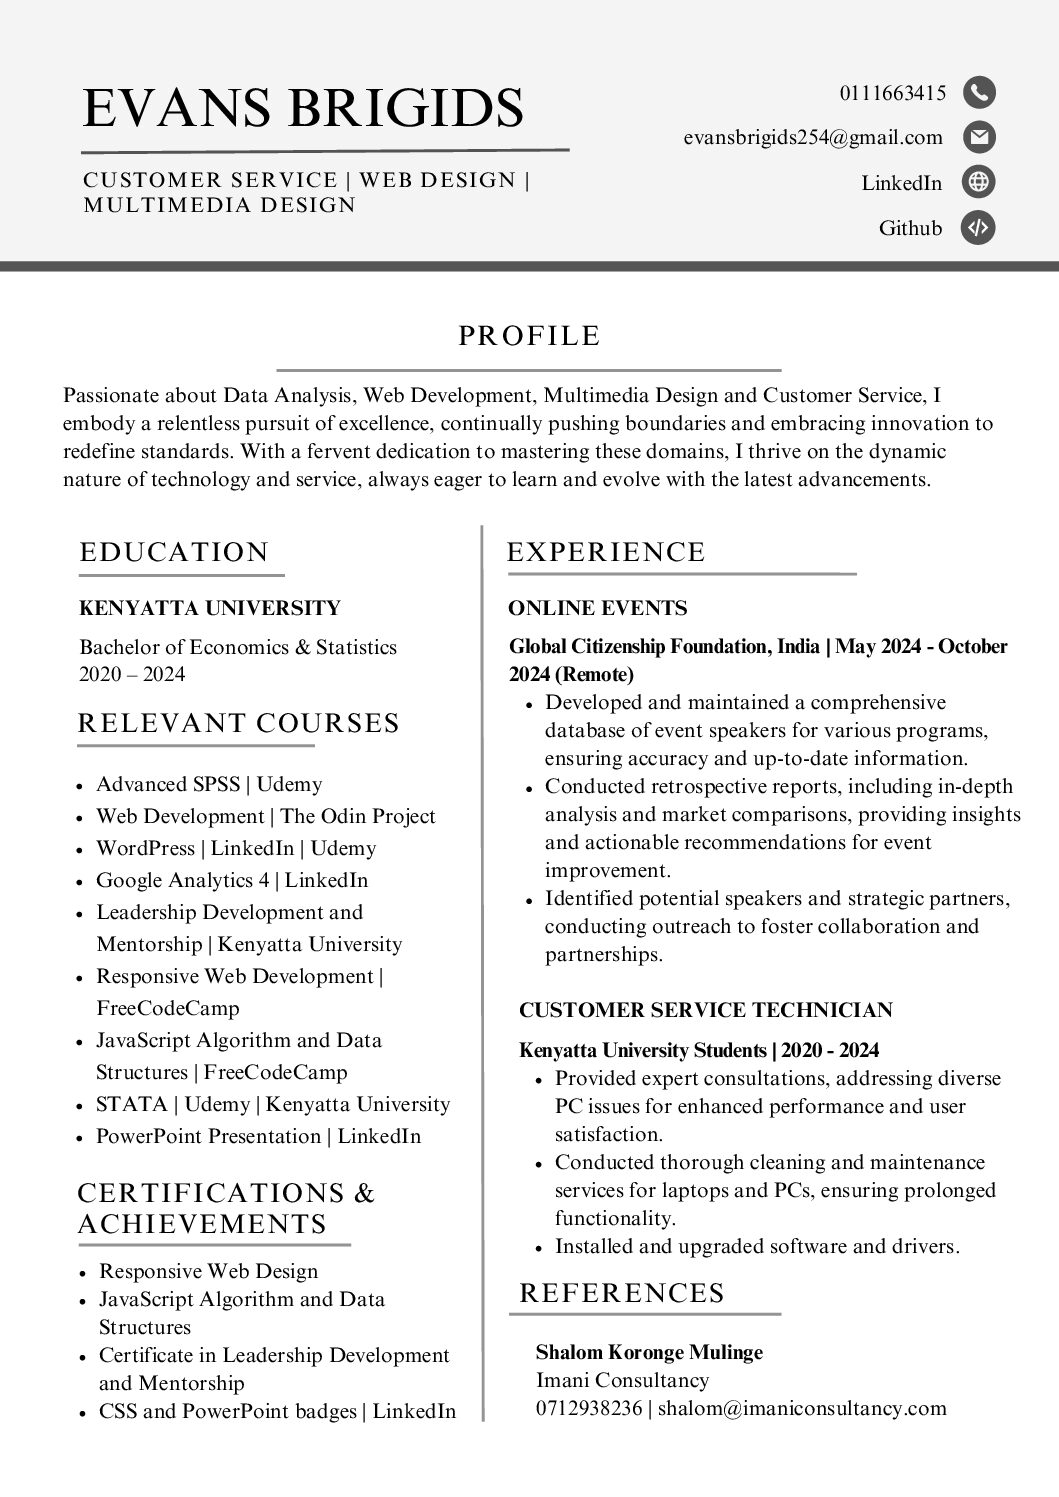 EVANS BRIGIDS
CUSTOMER SERVICE | WEB DESIGN |
MULTIMEDIA DESIGN
0111663415
evansbrigids254@gmail.com
LinkedIn
Github
PROFILE
Passionate about Data Analysis, Web Development, Multimedia Design and Customer Service, I
embody a relentless pursuit of excellence, continually pushing boundaries and embracing innovation to
redefine standards. With a fervent dedication to mastering these domains, I thrive on the dynamic
nature of technology and service, always eager to learn and evolve with the latest advancements.
EDUCATION
KENYATTA UNIVERSITY
Bachelor of Economics & Statistics
2020 – 2024
RELEVANT COURSES
• Advanced SPSS | Udemy
• Web Development | The Odin Project
• WordPress | LinkedIn | Udemy
• Google Analytics 4 | LinkedIn
• Leadership Development and
Mentorship | Kenyatta University
• Responsive Web Development |
FreeCodeCamp
• JavaScript Algorithm and Data
Structures | FreeCodeCamp
• STATA | Udemy | Kenyatta University
• PowerPoint Presentation | LinkedIn
CERTIFICATIONS &
ACHIEVEMENTS
• Responsive Web Design
• JavaScript Algorithm and Data
Structures
• Certificate in Leadership Development
and Mentorship
• CSS and PowerPoint badges | LinkedIn
EXPERIENCE
ONLINE EVENTS
Global Citizenship Foundation, India | May 2024 - October
2024 (Remote)
• Developed and maintained a comprehensive
database of event speakers for various programs,
ensuring accuracy and up-to-date information.
• Conducted retrospective reports, including in-depth
analysis and market comparisons, providing insights
and actionable recommendations for event
improvement.
• Identified potential speakers and strategic partners,
conducting outreach to foster collaboration and
partnerships.
CUSTOMER SERVICE TECHNICIAN
Kenyatta University Students | 2020 - 2024
• Provided expert consultations, addressing diverse
PC issues for enhanced performance and user
satisfaction.
• Conducted thorough cleaning and maintenance
services for laptops and PCs, ensuring prolonged
functionality.
• Installed and upgraded software and drivers.
REFERENCES
Shalom Koronge Mulinge
Imani Consultancy
0712938236 | shalom@imaniconsultancy.com